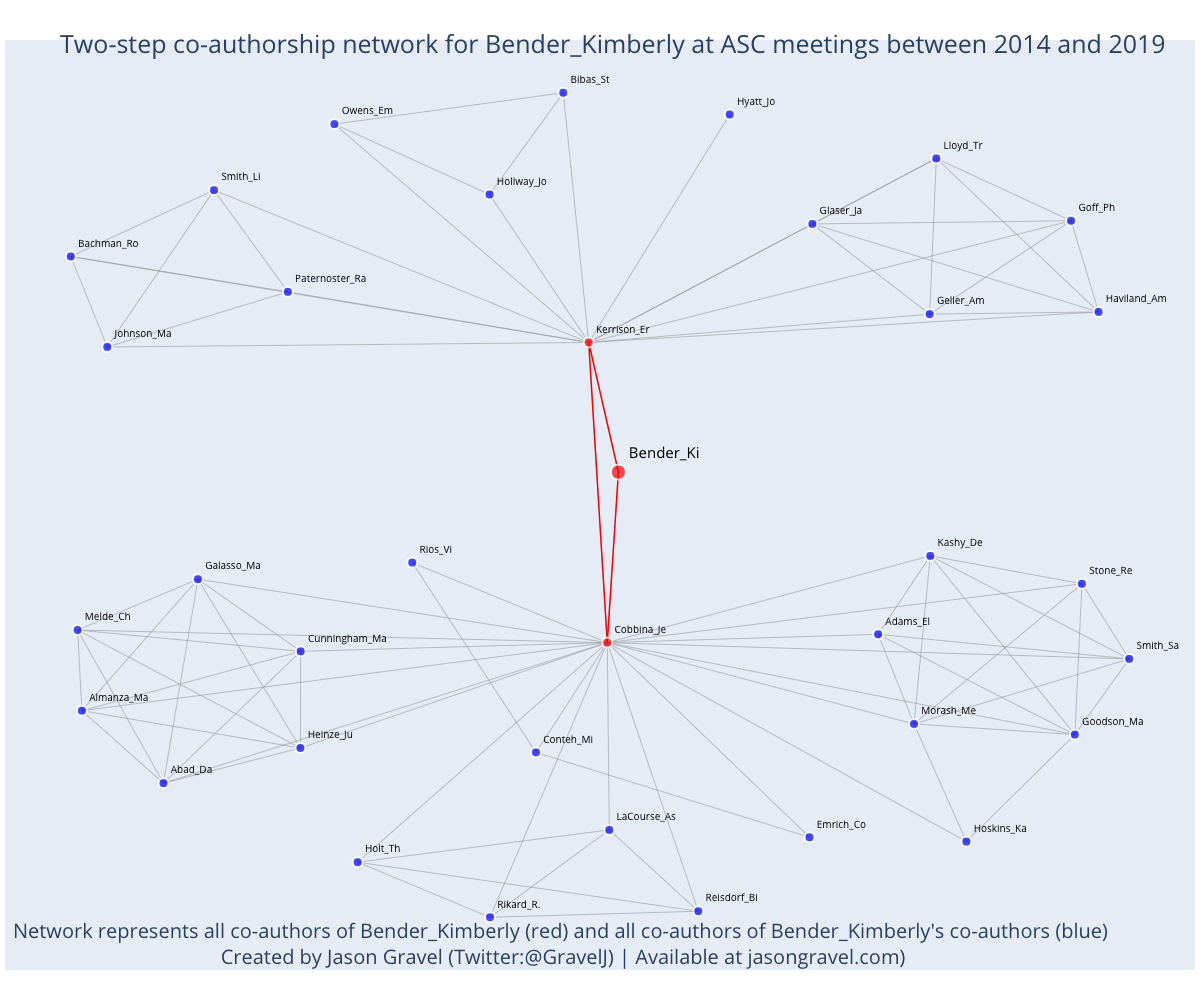 Two-step co-authorship network for Bender_Kimberly at ASC meetings between 2014 and 2019
Bibas_St
Hyatt_Jo
Owens_Em
Lloyd_Tr
Smith_Li
Hollway_Jo
Glaser_Ja
Goff_Ph
Bachman_Ro
Paternoster_Ra
Geller_Am
Haviland_Am
Johnson_Ma
Kerrison_Er
Bender_Ki
Rios_Vi
Kashy_De
Galasso_Ma
Stone_Re
Melde_Ch
Cunningham_Ma
Cobbina_Je
Adams_El
Smith_Sa
Almanza_Ma
Morash_Me
Goodson_Ma
Heinze_Ju
Conteh_Mi
Abad_Da
LaCourse_As
Emrich_Co
Hoskins_Ka
Holt_Th
Rikard_R.
Reisdorf_Bi
Network represents all co-authors of Bender_Kimberly (red) and all co-authors of Bender_Kimberly's co-authors (blue)
Created by Jason Gravel (Twitter:@GravelJ) | Available at jasongravel.com)